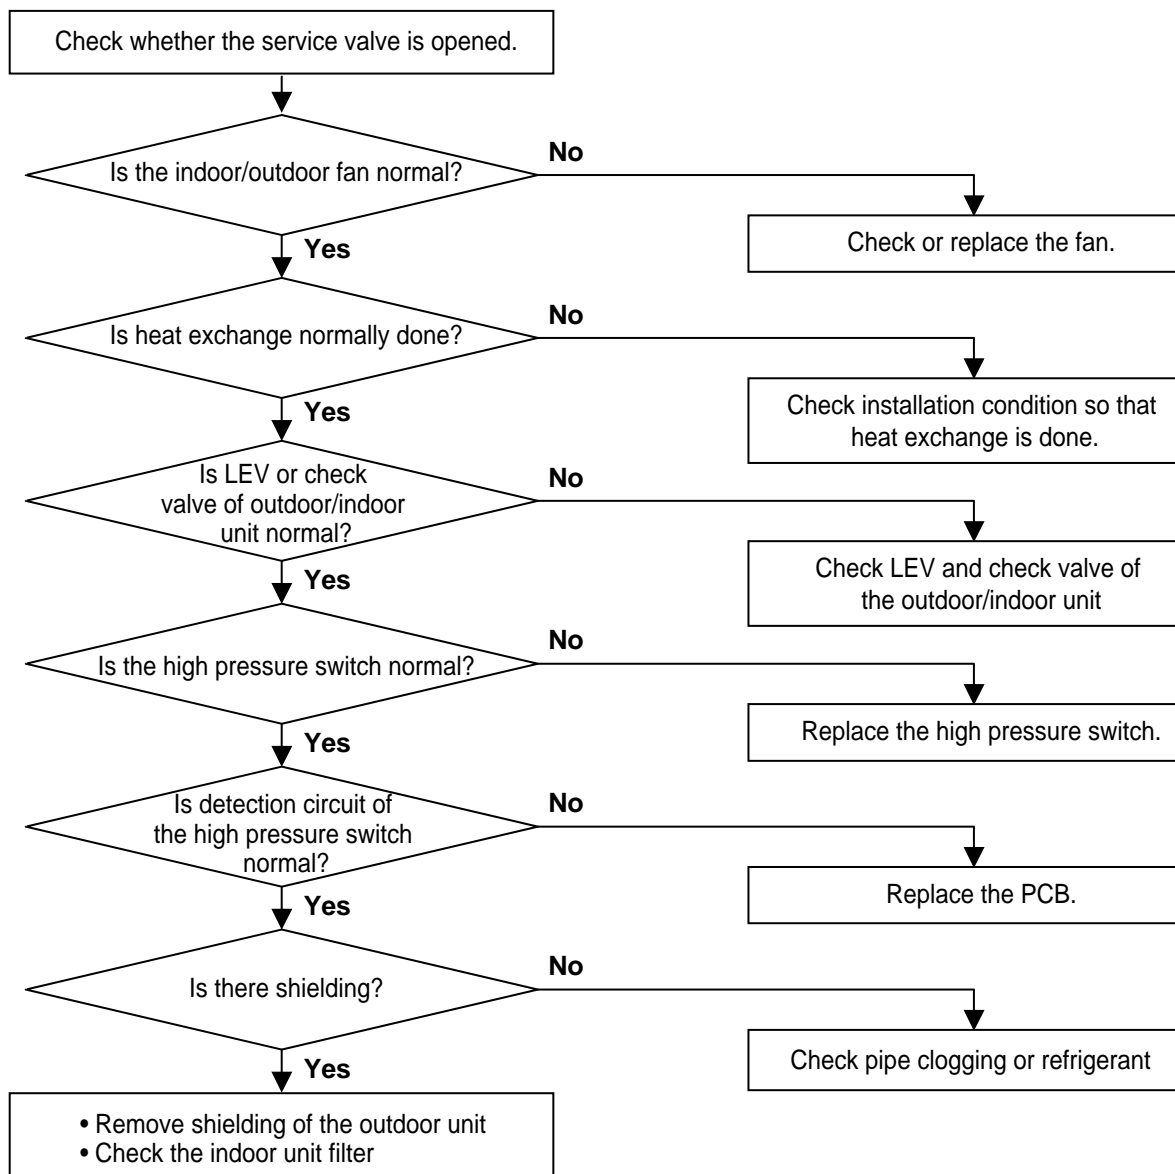 Check whether the service valve is opened.
Is the indoor/outdoor fan normal?
No
Check or replace the fan.
Yes
Is heat exchange normally done?
No
Check installation condition so that
heat exchange is done.
Yes
Is LEV or check
valve of outdoor/indoor
unit normal?
No
Check LEV and check valve of
the outdoor/indoor unit
Yes
Is the high pressure switch normal?
No
Replace the high pressure switch.
Yes
Is detection circuit of
the high pressure switch
normal?
No
Replace the PCB.
Yes
Is there shielding?
No
Check pipe clogging or refrigerant
Yes
• Remove shielding of the outdoor unit
• Check the indoor unit filter